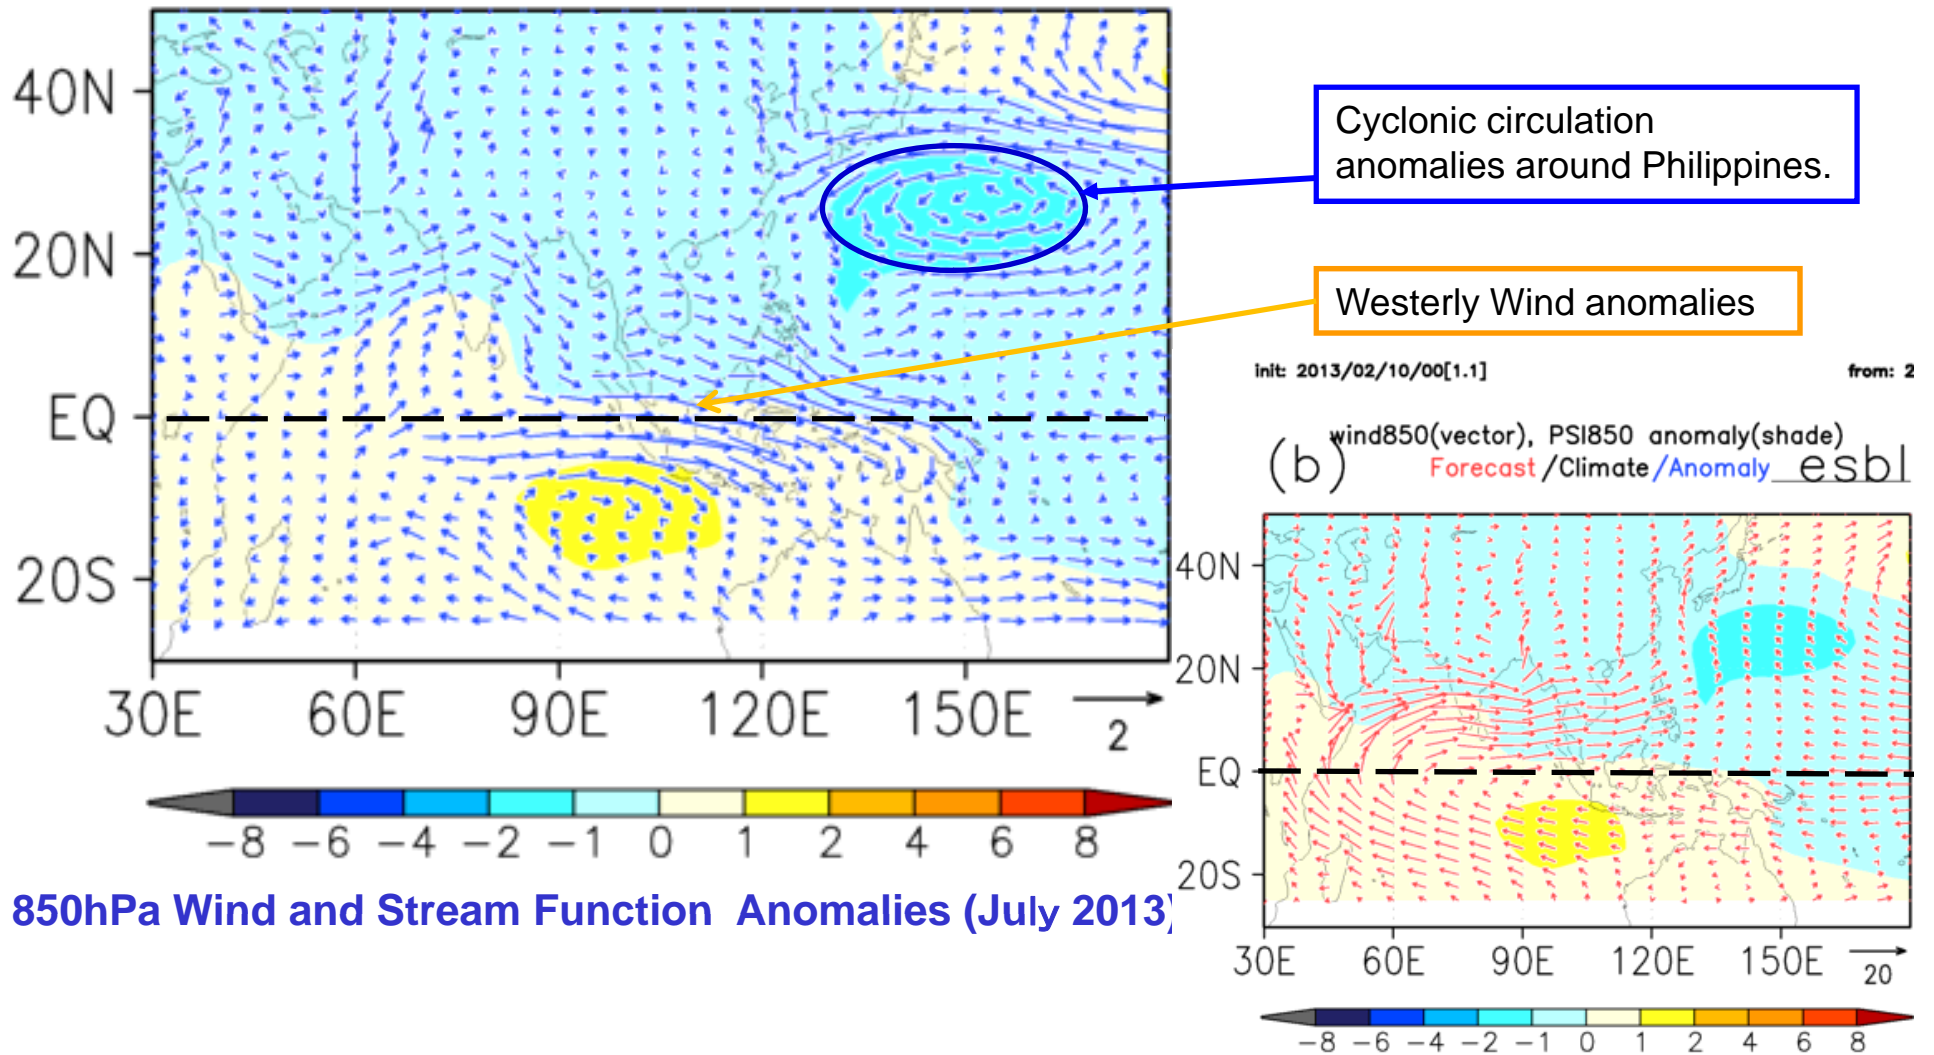 40N
20N
EQ
20S
30E 60E 90E 120E 150E
2
-8 -6 -4 -2 -1 0 1 2 4 6 8
850hPa Wind and Stream Function Anomalies (July 2013)
Cyclonic circulation
anomalies around Philippines.
Westerly Wind anomalies
init: 2013/02/10/00[1.1] from: 2
(b) wind850(vector), PSI850 anomaly(shade)
Forecast /Climate/Anomaly esbl
40N
20N
EQ
20S
30E 60E 90E 120E 150E
20
-8 -6 -4 -2 -1 0 1 2 4 6 8